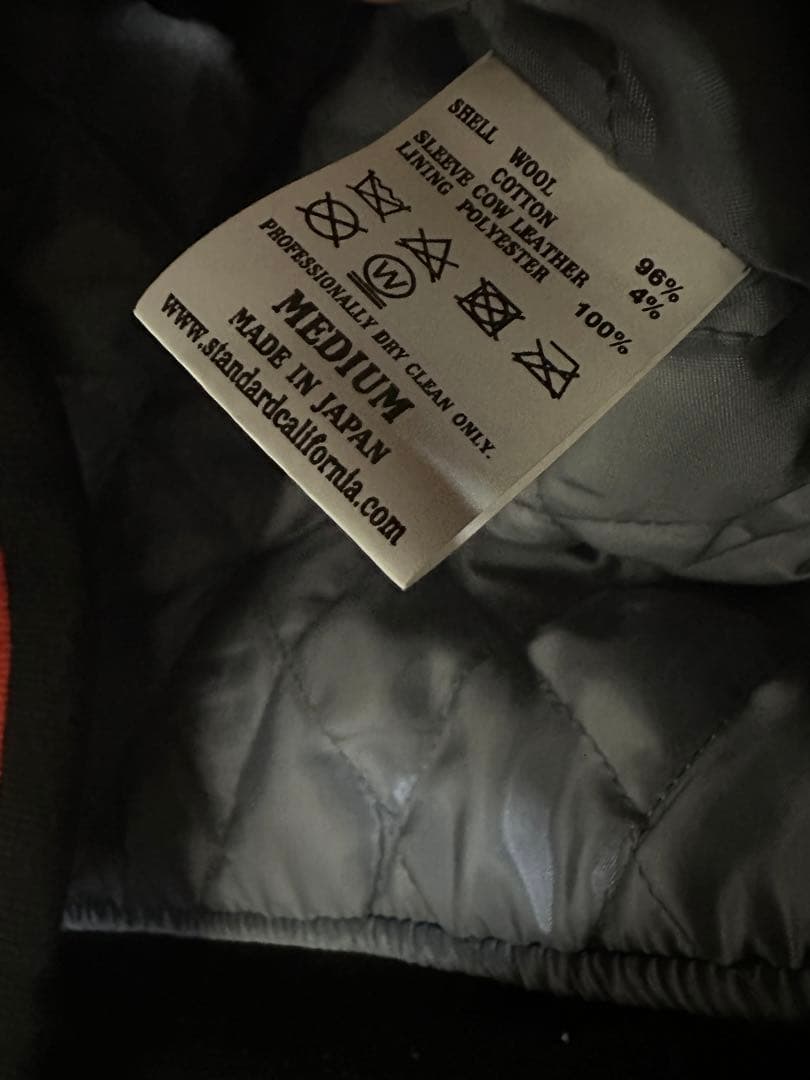 SHELL WOOL 96%
COTTON 4%
SLEEVE COW LEATHER
LINING POLYESTER 100%
W
PROFESSIONALLY DRY CLEAN ONLY.
MEDIUM
MADE IN JAPAN
www.standardcalifornia.com